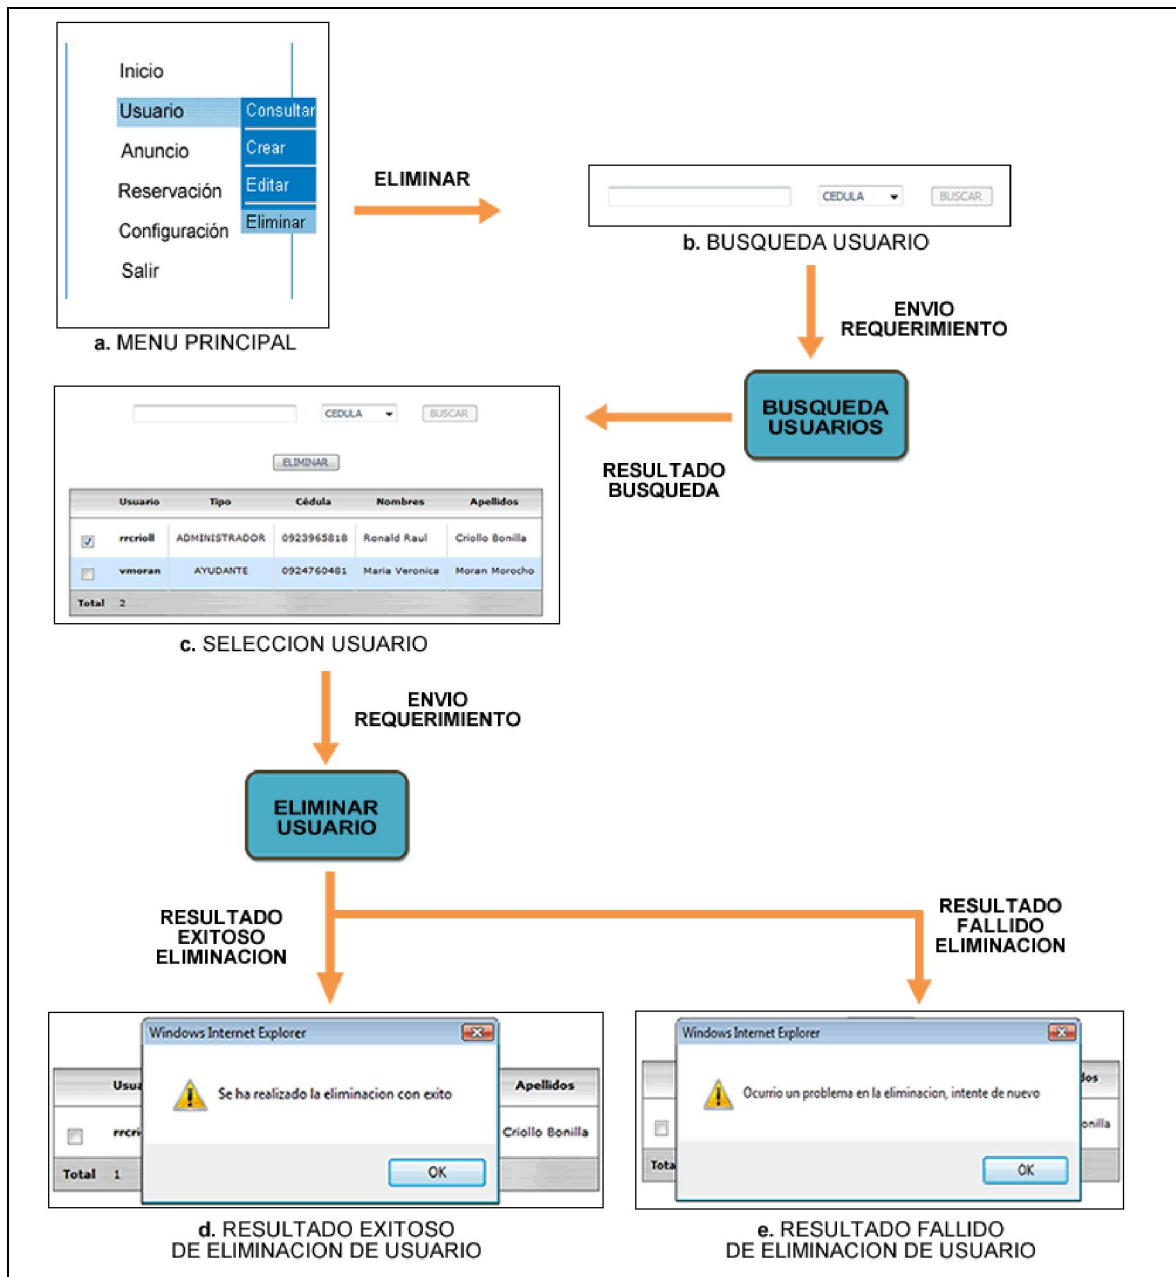 Inicio
Usuario
Consultar
Anuncio
Crear
Reservación
Editar
Configuración
Eliminar
Salir
a. MENU PRINCIPAL
ELIMINAR
CEDULA
BUSCAR
b. BUSQUEDA USUARIO
ENVIO
REQUERIMIENTO
BUSQUEDA
USUARIOS
RESULTADO
BUSQUEDA
CEDULA
BUSCAR
ELIMINAR
Usuario Tipo Cédula Nombres Apellidos
rrcrioll ADMINISTRADOR 0923965818 Ronald Raul Criollo Bonilla
vmoran AYUDANTE 0924760481 Maria Veronica Moran Morocho
Total 2
c. SELECCION USUARIO
ENVIO
REQUERIMIENTO
ELIMINAR
USUARIO
RESULTADO
EXITOSO
ELIMINACION
RESULTADO
FALLIDO
ELIMINACION
Windows Internet Explorer
Usua
Se ha realizado la eliminacion con exito
Apellidos
rrcri
Criollo Bonilla
Total 1
OK
d. RESULTADO EXITOSO
DE ELIMINACION DE USUARIO
Windows Internet Explorer
Ocurrio un problema en la eliminacion, intente de nuevo
dos
onilla
Tota
OK
e. RESULTADO FALLIDO
DE ELIMINACION DE USUARIO